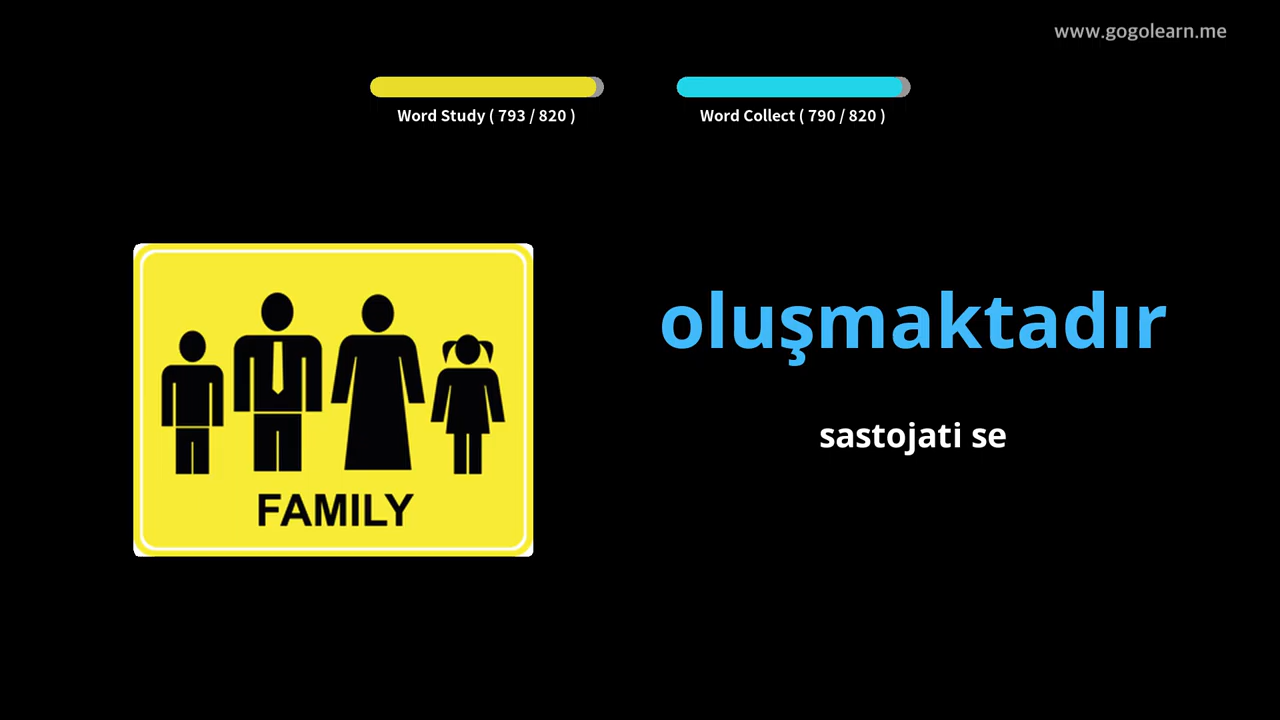 www.gogolearn.me
Word Study ( 793 / 820 )
Word Collect ( 790 / 820 )
FAMILY
oluşmaktadır
sastojati se